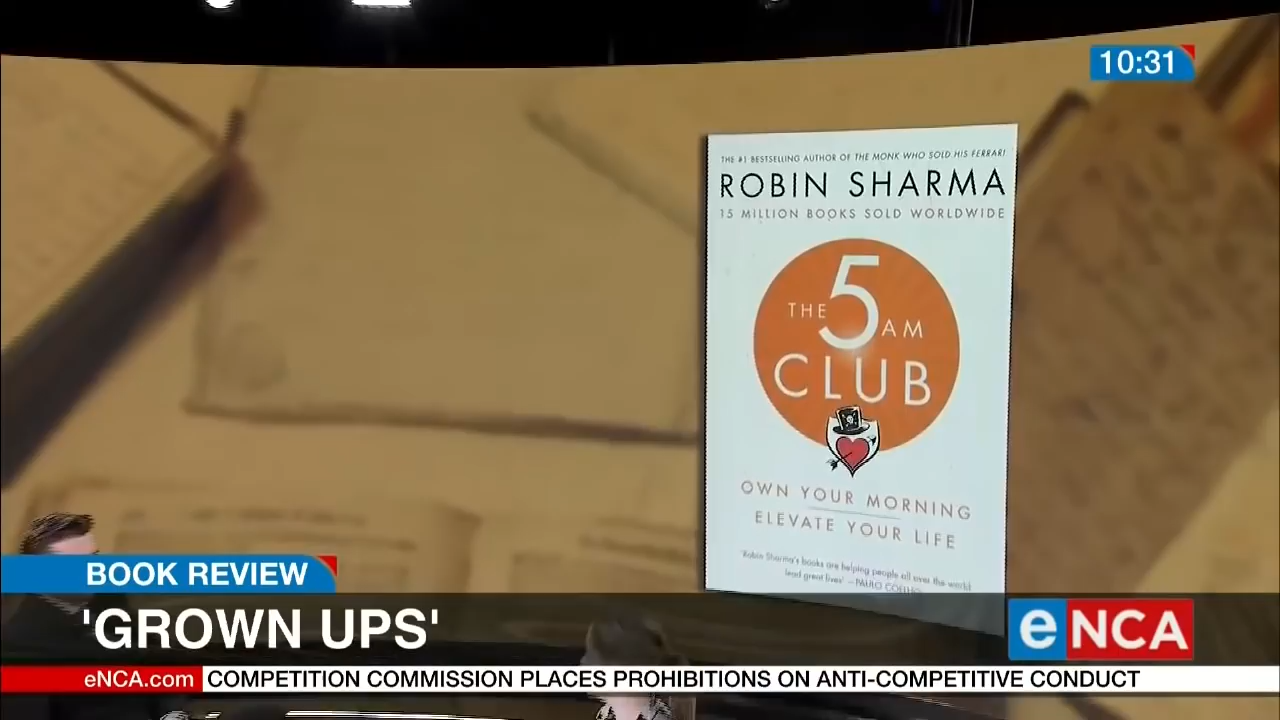 10:31
THE #1 BESTSELLING AUTHOR OF THE MONK WHO SOLD HIS FERRARI
ROBIN SHARMA
15 MILLION BOOKS SOLD WORLDWIDE
THE 5 AM
CLUB
OWN YOUR MORNING
ELEVATE YOUR LIFE
'Robin Sharma's books are helping people all over the world
lead great lives' – PAULO COELHO
BOOK REVIEW
'GROWN UPS'
eNCA
eNCA.com COMPETITION COMMISSION PLACES PROHIBITIONS ON ANTI-COMPETITIVE CONDUCT